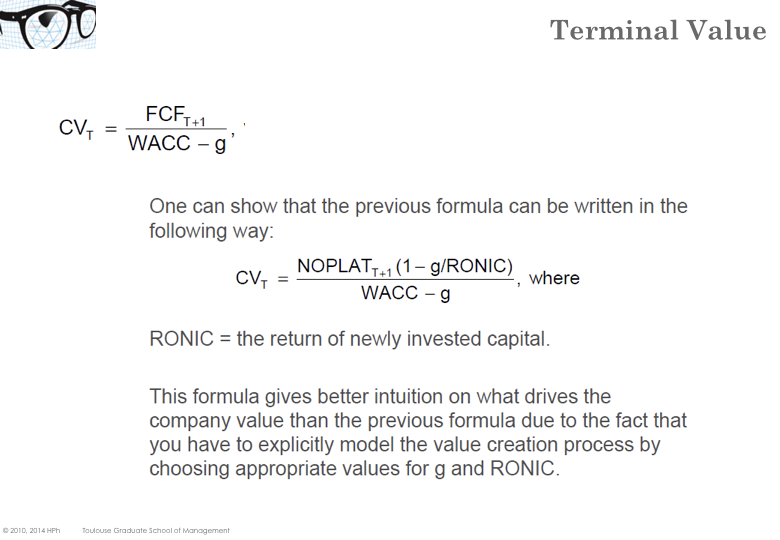 Terminal Value
CV_T = FCF_{T+1} / (WACC – g) ,
One can show that the previous formula can be written in the
following way:
CV_T = NOPLAT_{T+1} (1 – g/RONIC) / (WACC – g) , where
RONIC = the return of newly invested capital.
This formula gives better intuition on what drives the
company value than the previous formula due to the fact that
you have to explicitly model the value creation process by
choosing appropriate values for g and RONIC.
© 2010, 2014 HPh Toulouse Graduate School of Management